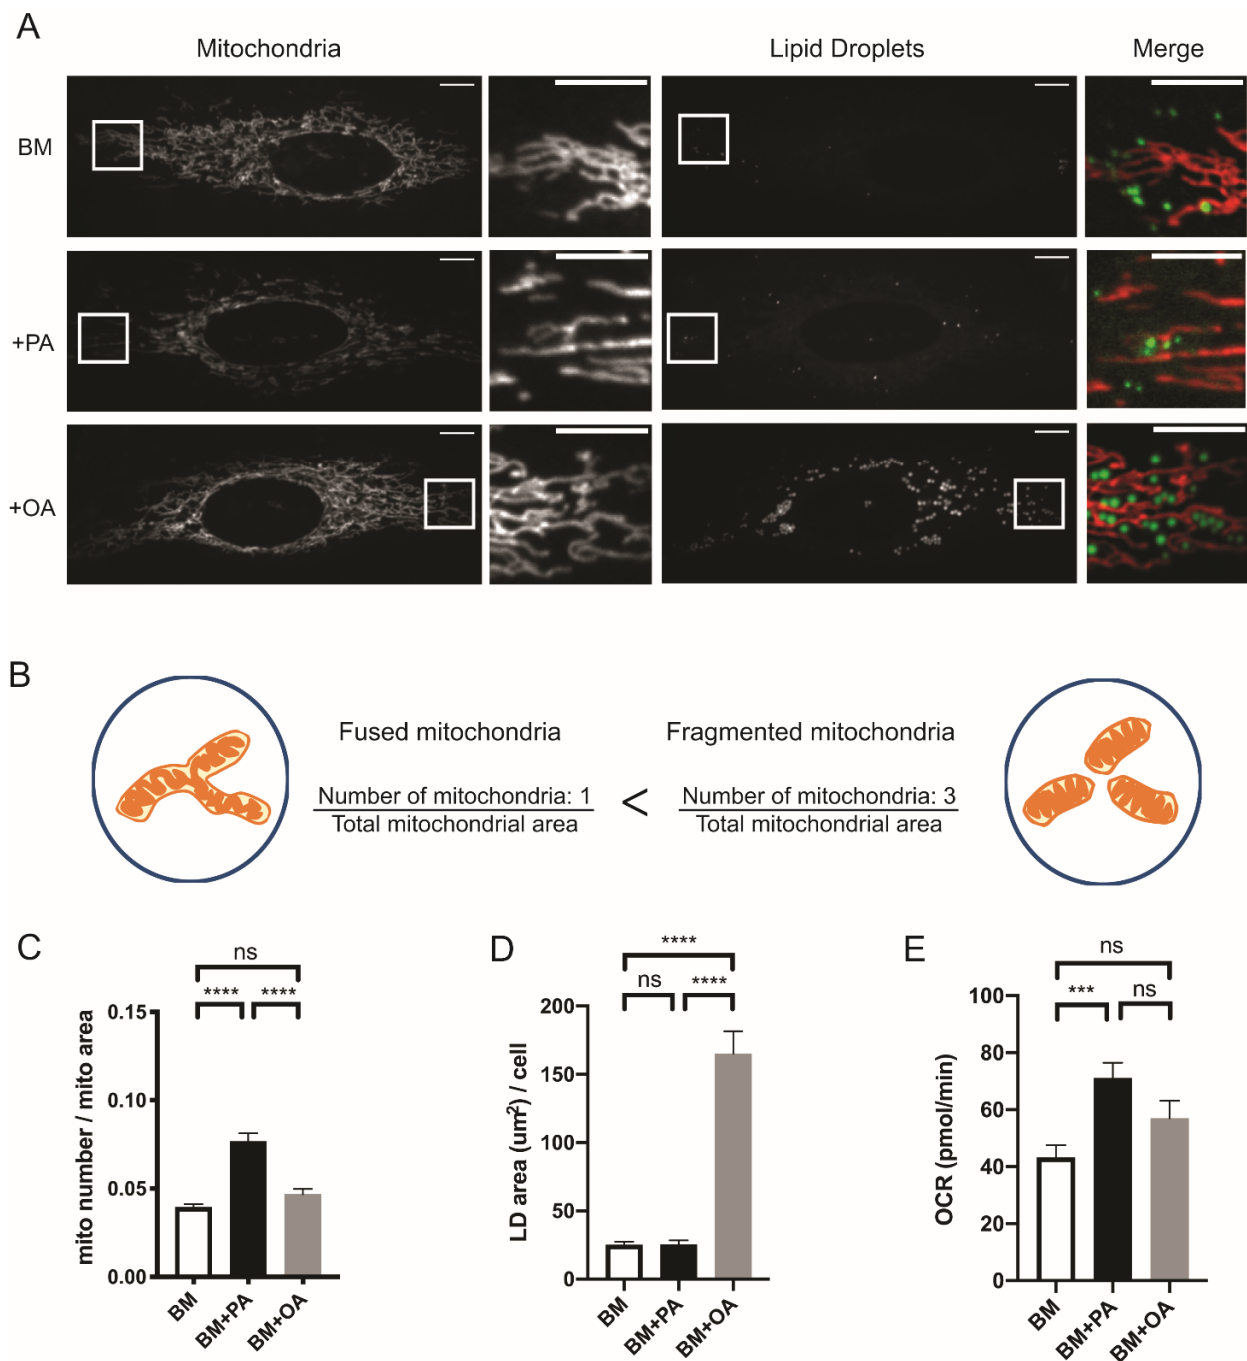 A
Mitochondria
Lipid Droplets
Merge
BM
+PA
+OA
B
Fused mitochondria
Fragmented mitochondria
Number of mitochondria: 1
Total mitochondrial area
<
Number of mitochondria: 3
Total mitochondrial area
C
ns
**** ****
mito number / mito area
0.15
0.10
0.05
0.00
BM
BM+PA
BM+OA
D
****
ns ****
LD area (um²) / cell
200
150
100
50
0
BM
BM+PA
BM+OA
E
ns
*** ns
OCR (pmol/min)
100
80
60
40
20
0
BM
BM+PA
BM+OA